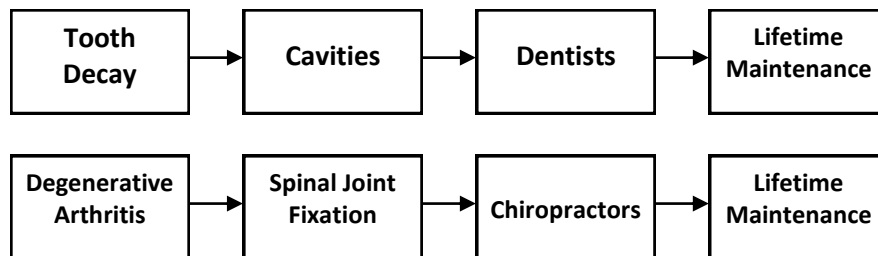 Tooth
Decay
Cavities
Dentists
Lifetime
Maintenance
Degenerative
Arthritis
Spinal Joint
Fixation
Chiropractors
Lifetime
Maintenance